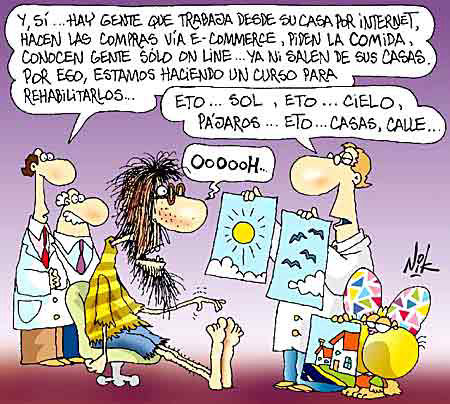 Y, SÍ... HAY GENTE QUE TRABAJA DESDE SU CASA POR INTERNET,
HACEN LAS COMPRAS VÍA E-COMMERCE, PIDEN LA COMIDA,
CONOCEN GENTE SÓLO ON LINE... YA NI SALEN DE SUS CASAS.
POR ESO, ESTAMOS HACIENDO UN CURSO PARA
REHABILITARLOS...
ETO... SOL, ETO... CIELO,
PÁJAROS... ETO... CASAS, CALLE...
OOOOOH...
Nik